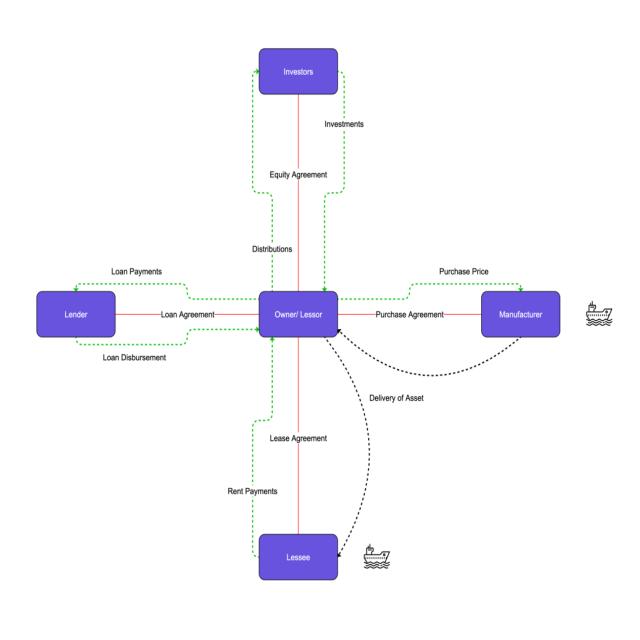 Investors
Investments
Equity Agreement
Distributions
Loan Payments
Purchase Price
Lender
Loan Agreement
Owner/ Lessor
Purchase Agreement
Manufacturer
Loan Disbursement
Delivery of Asset
Lease Agreement
Rent Payments
Lessee